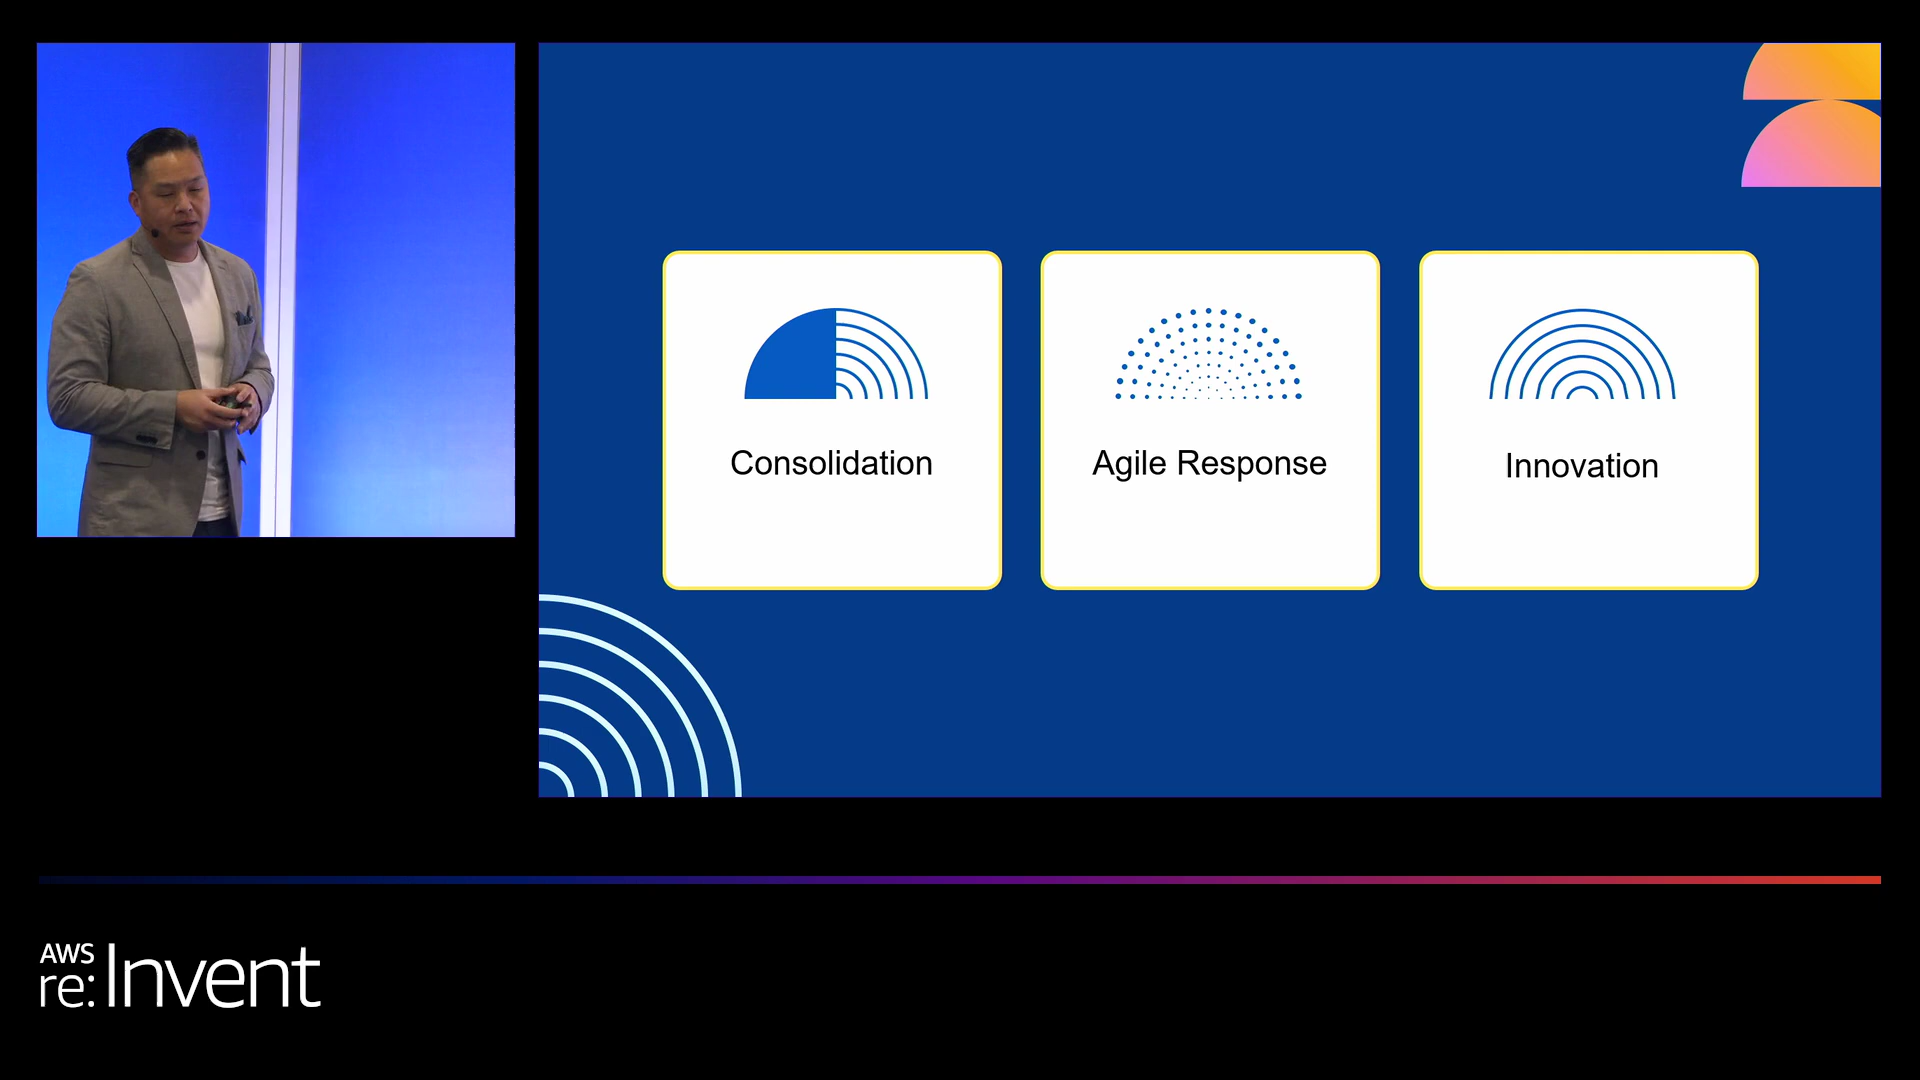 Consolidation
Agile Response
Innovation
AWS
re:Invent